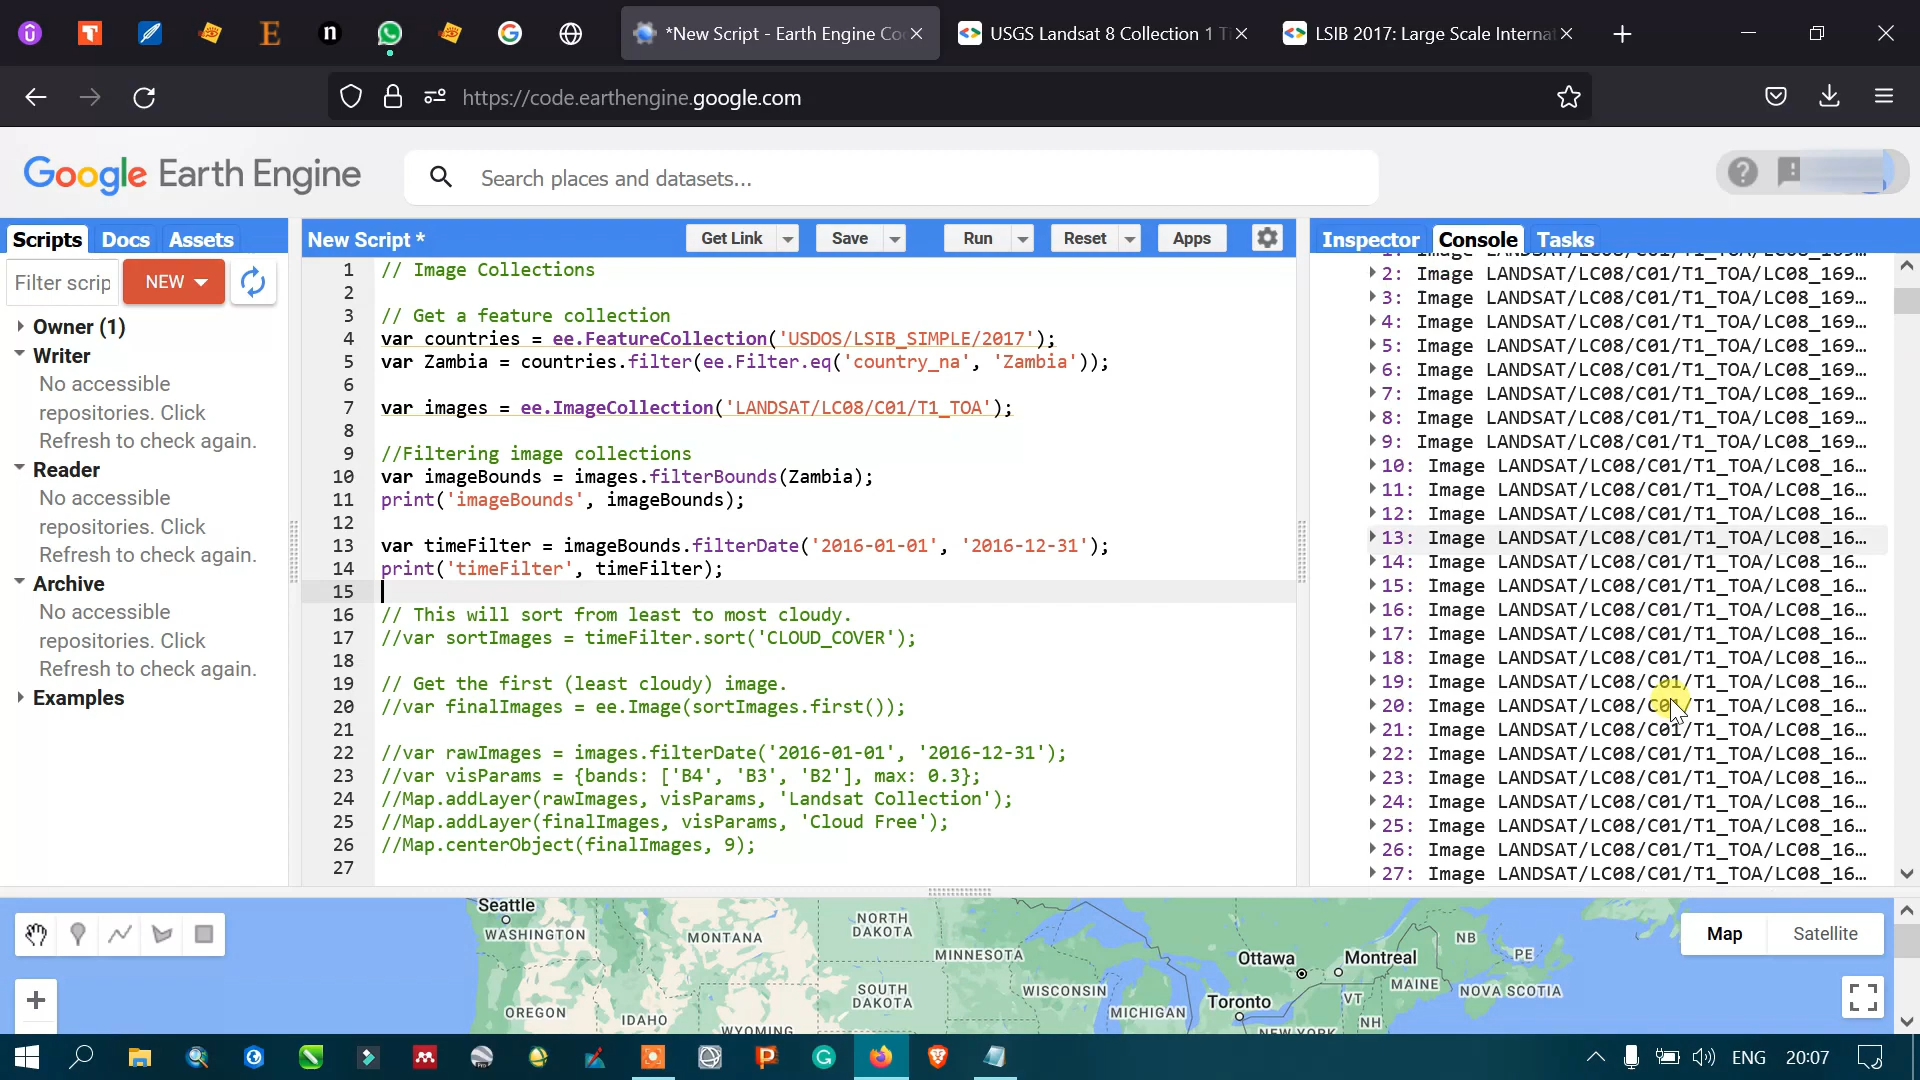 *New Script - Earth Engine Co
USGS Landsat 8 Collection 1 Ti
LSIB 2017: Large Scale Interna
https://code.earthengine.google.com
Google Earth Engine
Search places and datasets...
Scripts Docs Assets
Filter scrip
NEW
Owner (1)
Writer
No accessible
repositories. Click
Refresh to check again.
Reader
No accessible
repositories. Click
Refresh to check again.
Archive
No accessible
repositories. Click
Refresh to check again.
Examples
New Script * Get Link Save Run Reset Apps
1 // Image Collections
2
3 // Get a feature collection
4 var countries = ee.FeatureCollection('USDOS/LSIB_SIMPLE/2017');
5 var Zambia = countries.filter(ee.Filter.eq('country_na', 'Zambia'));
6
7 var images = ee.ImageCollection('LANDSAT/LC08/C01/T1_TOA');
8
9 //Filtering image collections
10 var imageBounds = images.filterBounds(Zambia);
11 print('imageBounds', imageBounds);
12
13 var timeFilter = imageBounds.filterDate('2016-01-01', '2016-12-31');
14 print('timeFilter', timeFilter);
15
16 // This will sort from least to most cloudy.
17 //var sortImages = timeFilter.sort('CLOUD_COVER');
18
19 // Get the first (least cloudy) image.
20 //var finalImages = ee.Image(sortImages.first());
21
22 //var rawImages = images.filterDate('2016-01-01', '2016-12-31');
23 //var visParams = {bands: ['B4', 'B3', 'B2'], max: 0.3};
24 //Map.addLayer(rawImages, visParams, 'Landsat Collection');
25 //Map.addLayer(finalImages, visParams, 'Cloud Free');
26 //Map.centerObject(finalImages, 9);
27
Inspector Console Tasks
1: Image LANDSAT/LC08/C01/T1_TOA/LC08_169…
2: Image LANDSAT/LC08/C01/T1_TOA/LC08_169…
3: Image LANDSAT/LC08/C01/T1_TOA/LC08_169…
4: Image LANDSAT/LC08/C01/T1_TOA/LC08_169…
5: Image LANDSAT/LC08/C01/T1_TOA/LC08_169…
6: Image LANDSAT/LC08/C01/T1_TOA/LC08_169…
7: Image LANDSAT/LC08/C01/T1_TOA/LC08_169…
8: Image LANDSAT/LC08/C01/T1_TOA/LC08_169…
9: Image LANDSAT/LC08/C01/T1_TOA/LC08_169…
10: Image LANDSAT/LC08/C01/T1_TOA/LC08_16…
11: Image LANDSAT/LC08/C01/T1_TOA/LC08_16…
12: Image LANDSAT/LC08/C01/T1_TOA/LC08_16…
13: Image LANDSAT/LC08/C01/T1_TOA/LC08_16…
14: Image LANDSAT/LC08/C01/T1_TOA/LC08_16…
15: Image LANDSAT/LC08/C01/T1_TOA/LC08_16…
16: Image LANDSAT/LC08/C01/T1_TOA/LC08_16…
17: Image LANDSAT/LC08/C01/T1_TOA/LC08_16…
18: Image LANDSAT/LC08/C01/T1_TOA/LC08_16…
19: Image LANDSAT/LC08/C01/T1_TOA/LC08_16…
20: Image LANDSAT/LC08/C01/T1_TOA/LC08_16…
21: Image LANDSAT/LC08/C01/T1_TOA/LC08_16…
22: Image LANDSAT/LC08/C01/T1_TOA/LC08_16…
23: Image LANDSAT/LC08/C01/T1_TOA/LC08_16…
24: Image LANDSAT/LC08/C01/T1_TOA/LC08_16…
25: Image LANDSAT/LC08/C01/T1_TOA/LC08_16…
26: Image LANDSAT/LC08/C01/T1_TOA/LC08_16…
27: Image LANDSAT/LC08/C01/T1_TOA/LC08_16…
Seattle
WASHINGTON
MONTANA
NORTH
DAKOTA
MINNESOTA
Ottawa
Montreal
NB
PE
Map Satellite
SOUTH
DAKOTA
WISCONSIN
MAINE
NOVA SCOTIA
OREGON
IDAHO
WYOMING
MICHIGAN
Toronto
VT
NH
NEW YORK
ENG 20:07